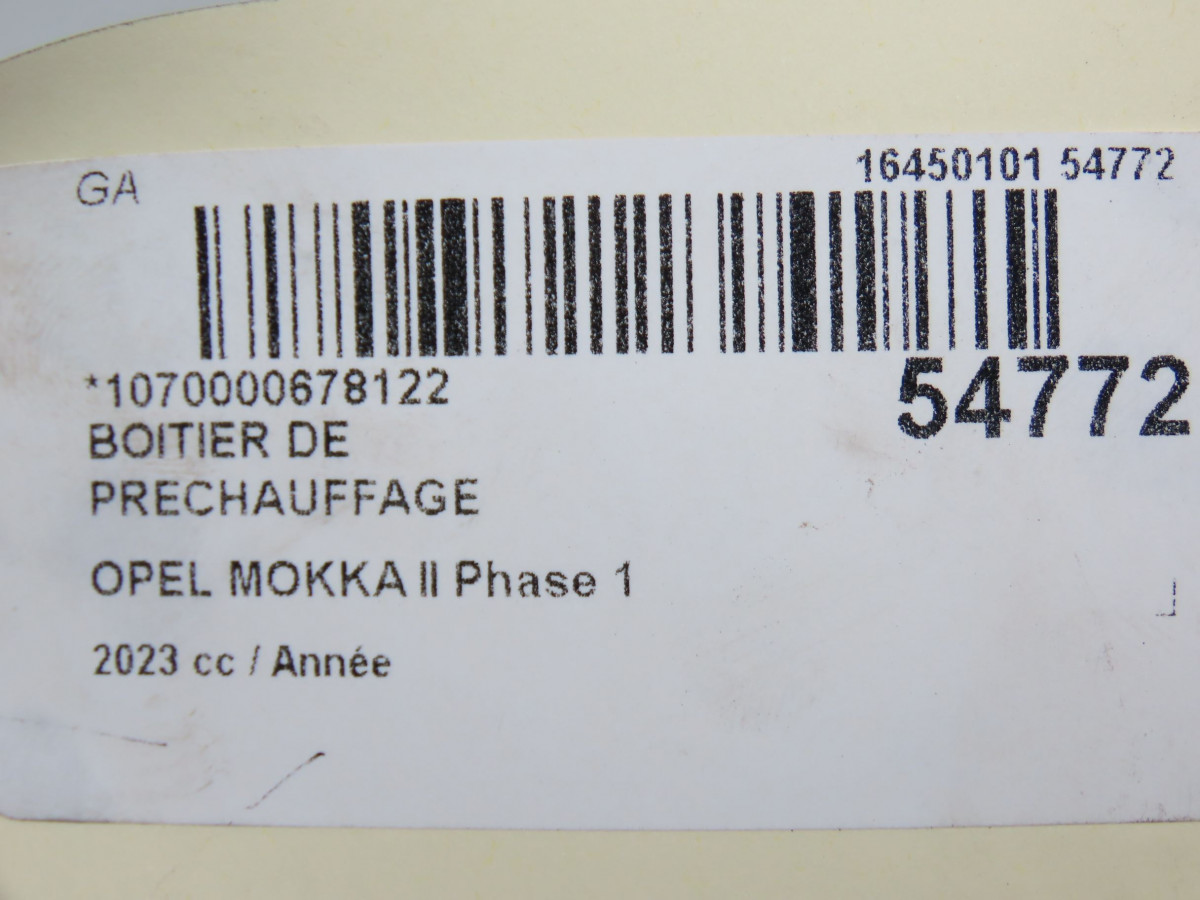 GA
16450101 54772
*1070000678122
54772
BOITIER DE
PRECHAUFFAGE
OPEL MOKKA II Phase 1
2023 cc / Année